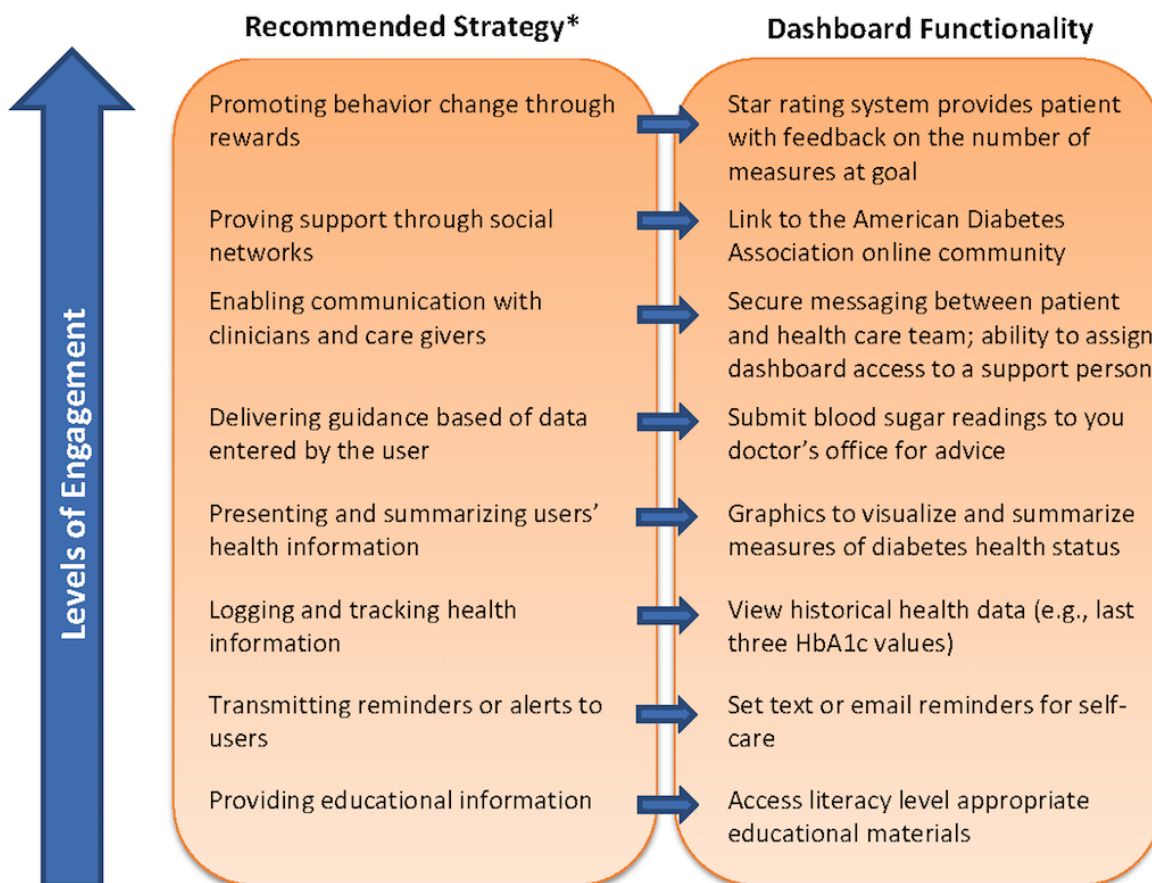 Recommended Strategy*
Dashboard Functionality
Levels of Engagement
Promoting behavior change through
rewards
Star rating system provides patient
with feedback on the number of
measures at goal
Proving support through social
networks
Link to the American Diabetes
Association online community
Enabling communication with
clinicians and care givers
Secure messaging between patient
and health care team; ability to assign
dashboard access to a support person
Delivering guidance based of data
entered by the user
Submit blood sugar readings to you
doctor's office for advice
Presenting and summarizing users'
health information
Graphics to visualize and summarize
measures of diabetes health status
Logging and tracking health
information
View historical health data (e.g., last
three HbA1c values)
Transmitting reminders or alerts to
users
Set text or email reminders for self-
care
Providing educational information
Access literacy level appropriate
educational materials